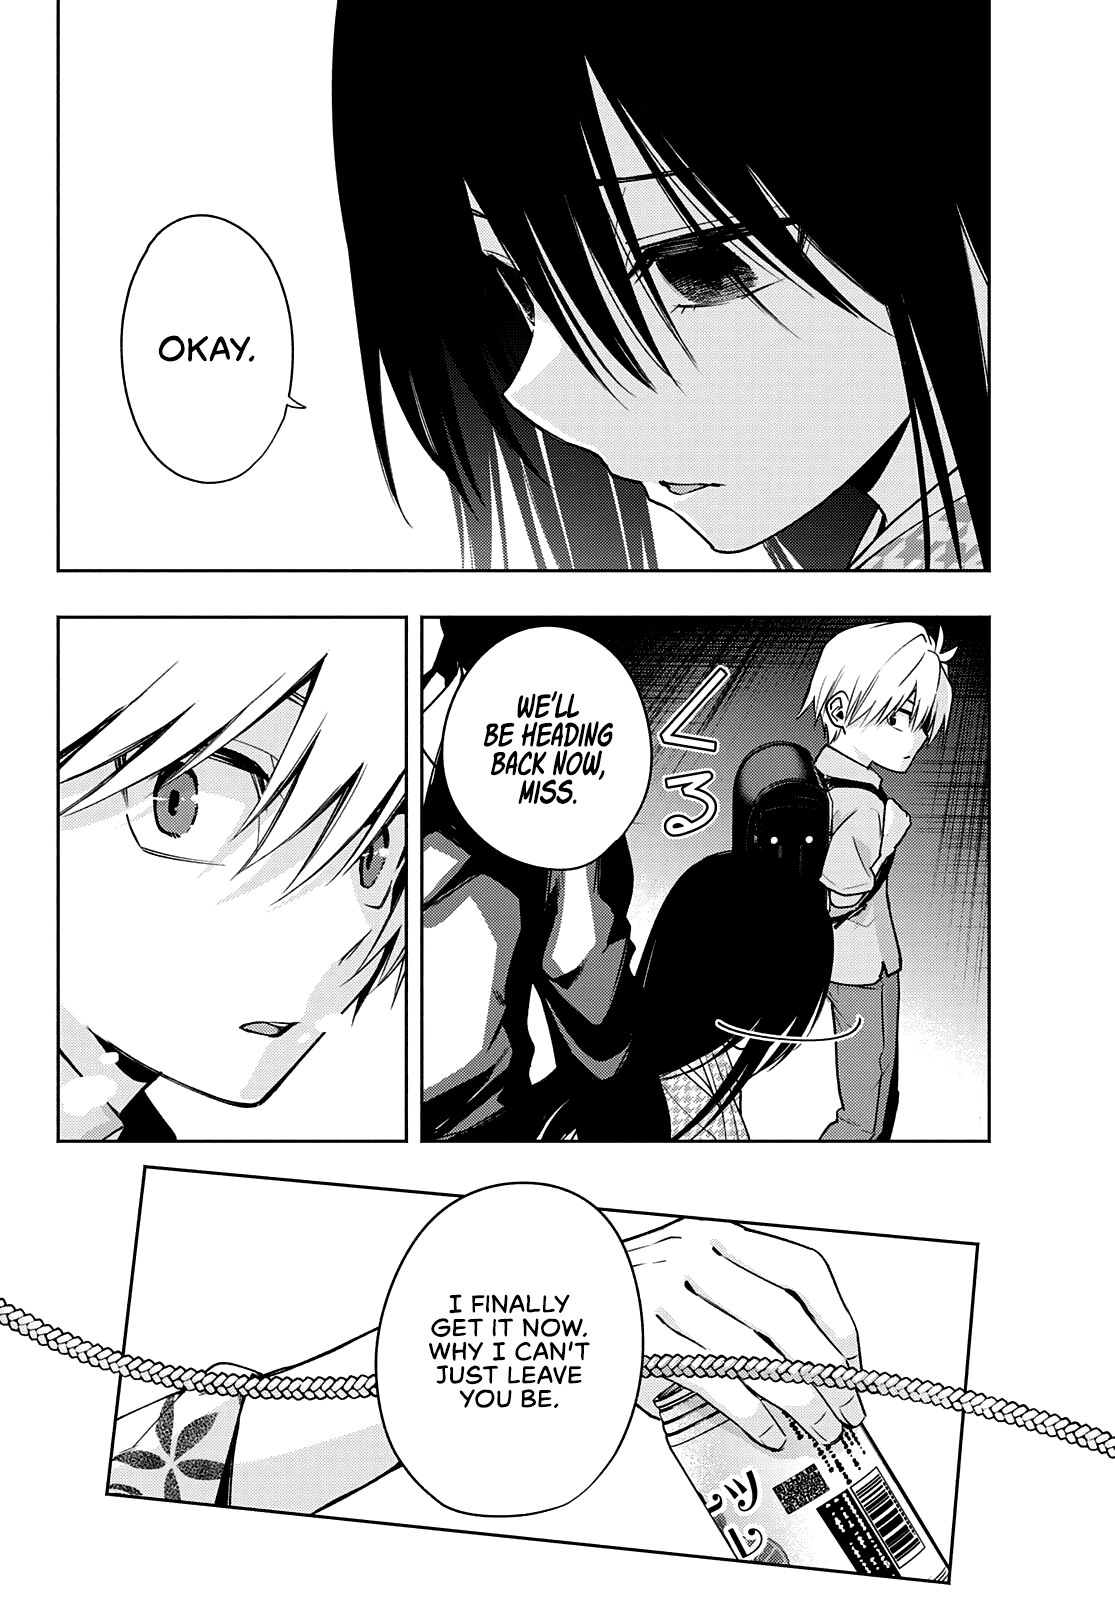 OKAY.
WE'LL
BE HEADING
BACK NOW,
MISS.
くる
I FINALLY
GET IT NOW.
WHY I CAN'T
JUST LEAVE
YOU BE.